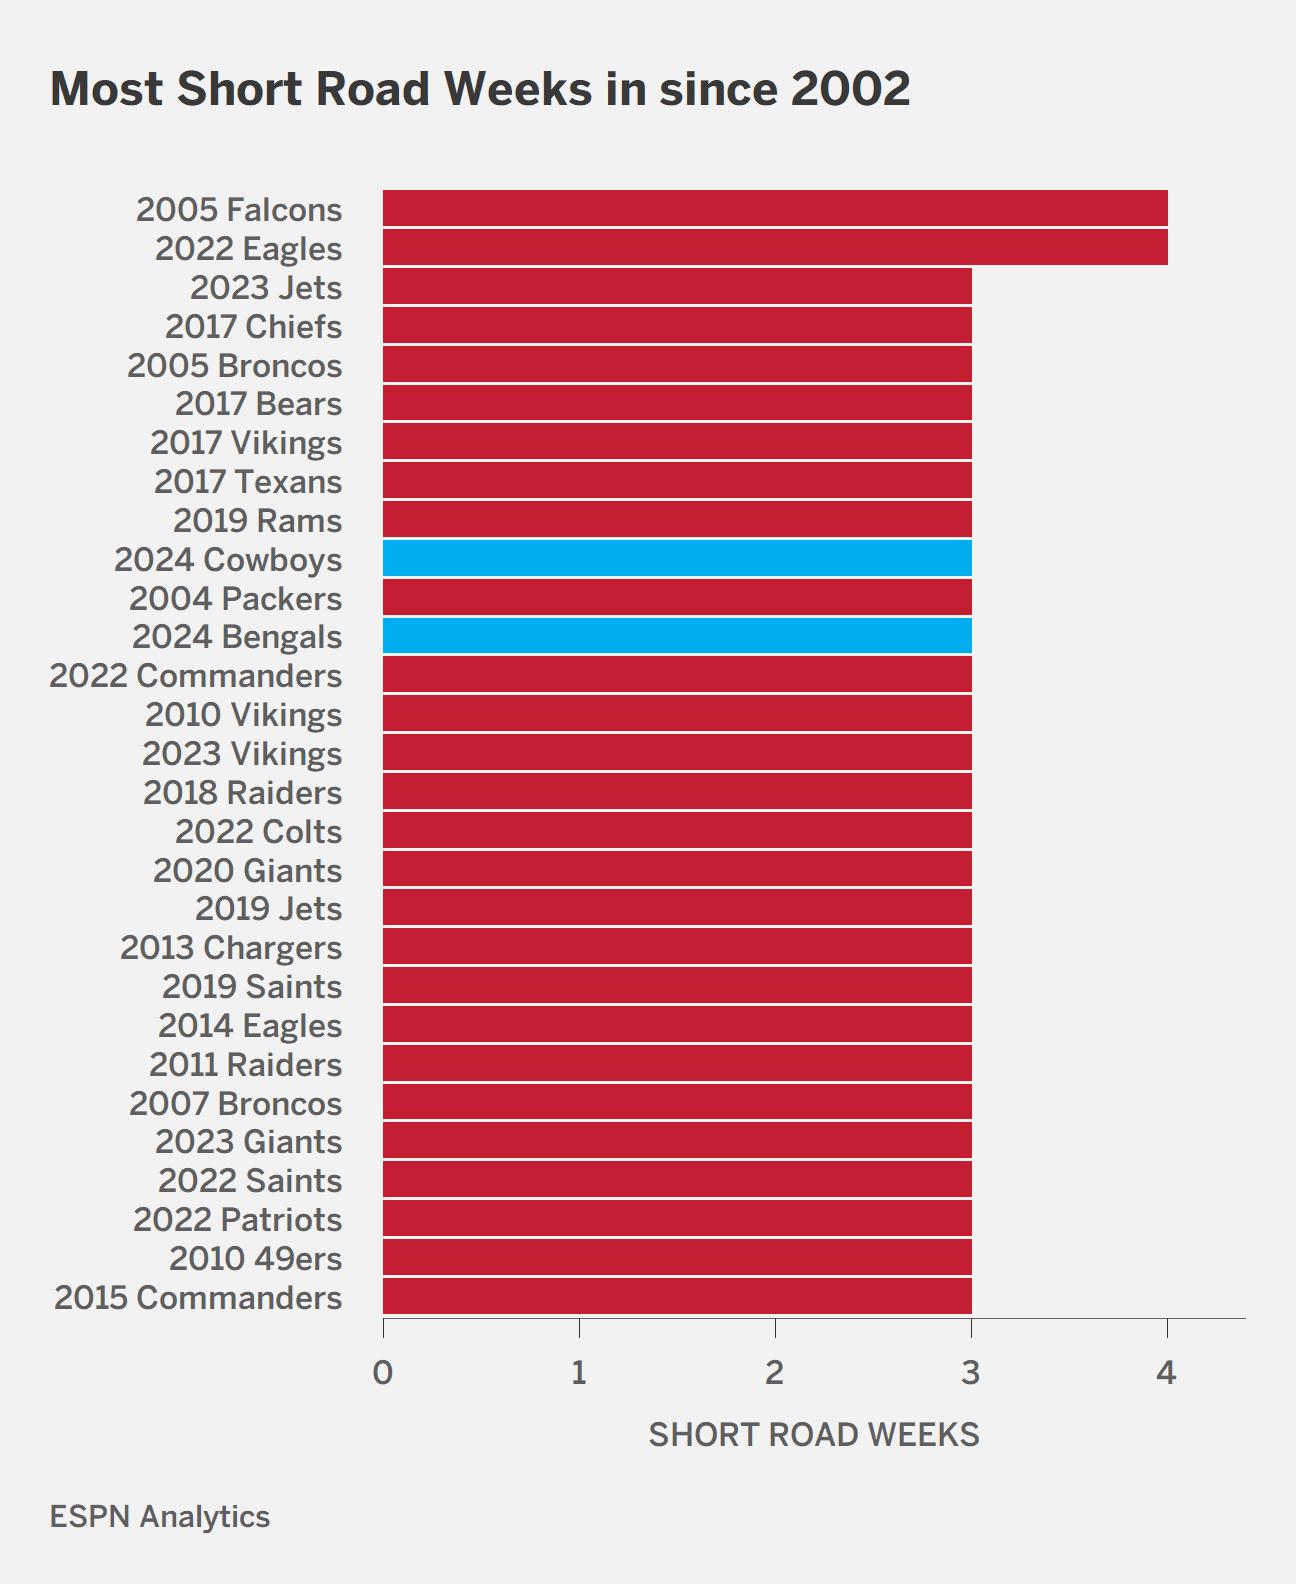 Most Short Road Weeks in since 2002
2005 Falcons
2022 Eagles
2023 Jets
2017 Chiefs
2005 Broncos
2017 Bears
2017 Vikings
2017 Texans
2019 Rams
2024 Cowboys
2004 Packers
2024 Bengals
2022 Commanders
2010 Vikings
2023 Vikings
2018 Raiders
2022 Colts
2020 Giants
2019 Jets
2013 Chargers
2019 Saints
2014 Eagles
2011 Raiders
2007 Broncos
2023 Giants
2022 Saints
2022 Patriots
2010 49ers
2015 Commanders
0 1 2 3 4
SHORT ROAD WEEKS
ESPN Analytics